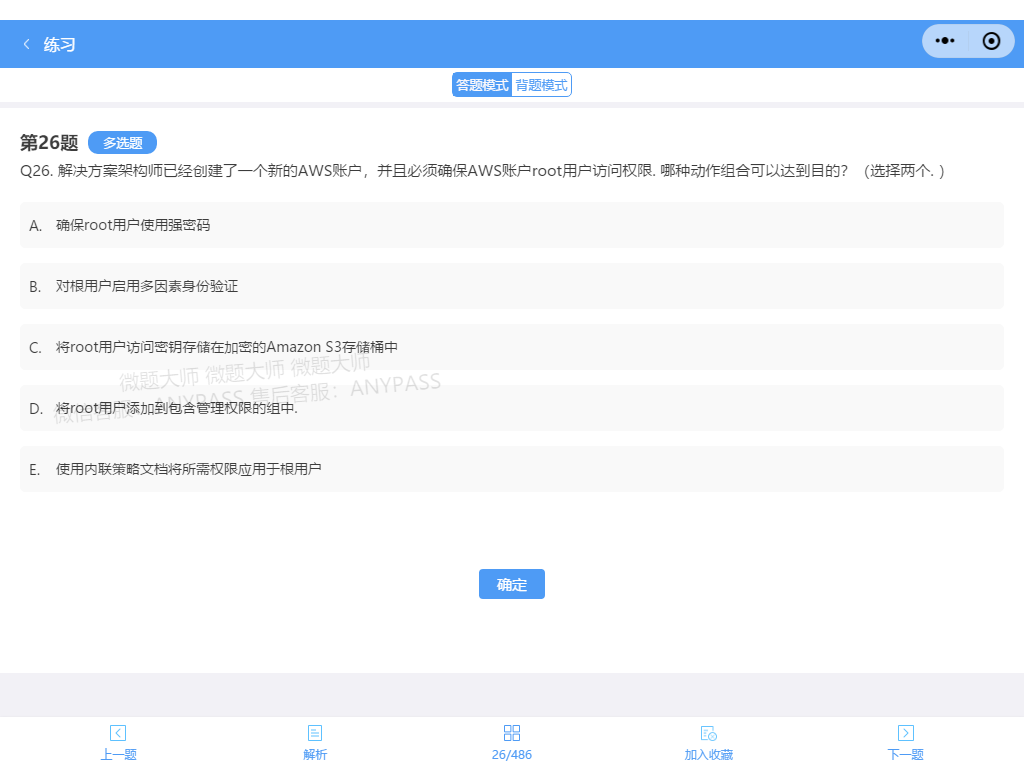 练习
答题模式 背题模式
第26题 多选题
Q26. 解决方案架构师已经创建了一个新的AWS账户，并且必须确保AWS账户root用户访问权限. 哪种动作组合可以达到目的? （选择两个. ）
A. 确保root用户使用强密码
B. 对根用户启用多因素身份验证
C. 将root用户访问密钥存储在加密的Amazon S3存储桶中
微题大师 微题大师 微题大师
微信客服: ANYPASS 售后客服: ANYPASS
D. 将root用户添加到包含管理权限的组中.
E. 使用内联策略文档将所需权限应用于根用户
确定
上一题 解析 26/486 加入收藏 下一题